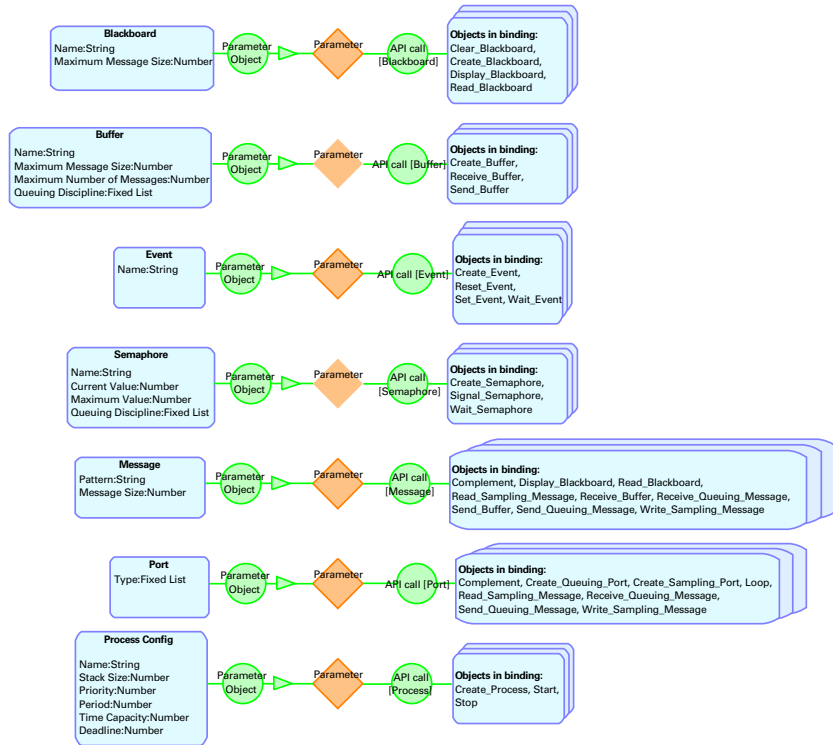 Blackboard
Name:String
Maximum Message Size:Number
Parameter
Object
Parameter
API call
[Blackboard]
Objects in binding:
Clear_Blackboard,
Create_Blackboard,
Display_Blackboard,
Read_Blackboard
Buffer
Name:String
Maximum Message Size:Number
Maximum Number of Messages:Number
Queuing Discipline:Fixed List
Parameter
Object
Parameter
API call [Buffer]
Objects in binding:
Create_Buffer,
Receive_Buffer,
Send_Buffer
Event
Name:String
Parameter
Object
Parameter
API call [Event]
Objects in binding:
Create_Event,
Reset_Event,
Set_Event, Wait_Event
Semaphore
Name:String
Current Value:Number
Maximum Value:Number
Queuing Discipline:Fixed List
Parameter
Object
Parameter
API call
[Semaphore]
Objects in binding:
Create_Semaphore,
Signal_Semaphore,
Wait_Semaphore
Message
Pattern:String
Message Size:Number
Parameter
Object
Parameter
API call
[Message]
Objects in binding:
Complement, Display_Blackboard, Read_Blackboard,
Read_Sampling_Message, Receive_Buffer, Receive_Queuing_Message,
Send_Buffer, Send_Queuing_Message, Write_Sampling_Message
Port
Type:Fixed List
Parameter
Object
Parameter
API call [Port]
Objects in binding:
Complement, Create_Queuing_Port, Create_Sampling_Port, Loop,
Read_Sampling_Message, Receive_Queuing_Message,
Send_Queuing_Message, Write_Sampling_Message
Process Config
Name:String
Stack Size:Number
Priority:Number
Period:Number
Time Capacity:Number
Deadline:Number
Parameter
Object
Parameter
API call
[Process]
Objects in binding:
Create_Process, Start,
Stop